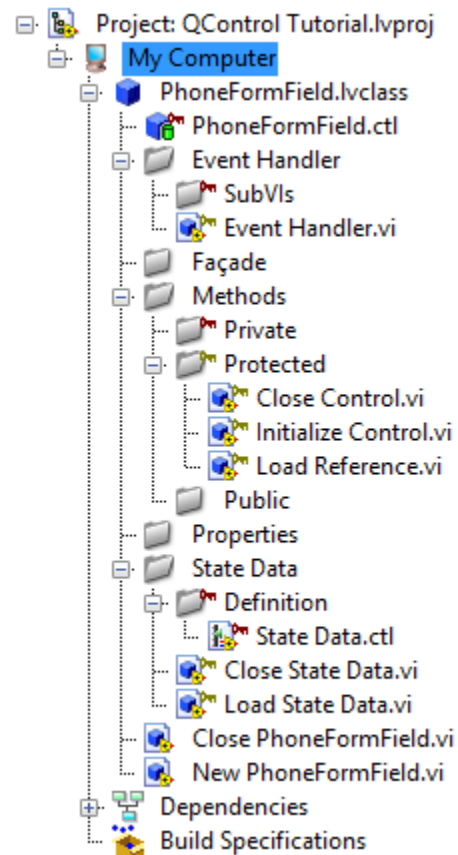 Project: QControl Tutorial.lvproj
My Computer
PhoneFormField.lvclass
PhoneFormField.ctl
Event Handler
SubVIs
Event Handler.vi
Façade
Methods
Private
Protected
Close Control.vi
Initialize Control.vi
Load Reference.vi
Public
Properties
State Data
Definition
State Data.ctl
Close State Data.vi
Load State Data.vi
Close PhoneFormField.vi
New PhoneFormField.vi
Dependencies
Build Specifications